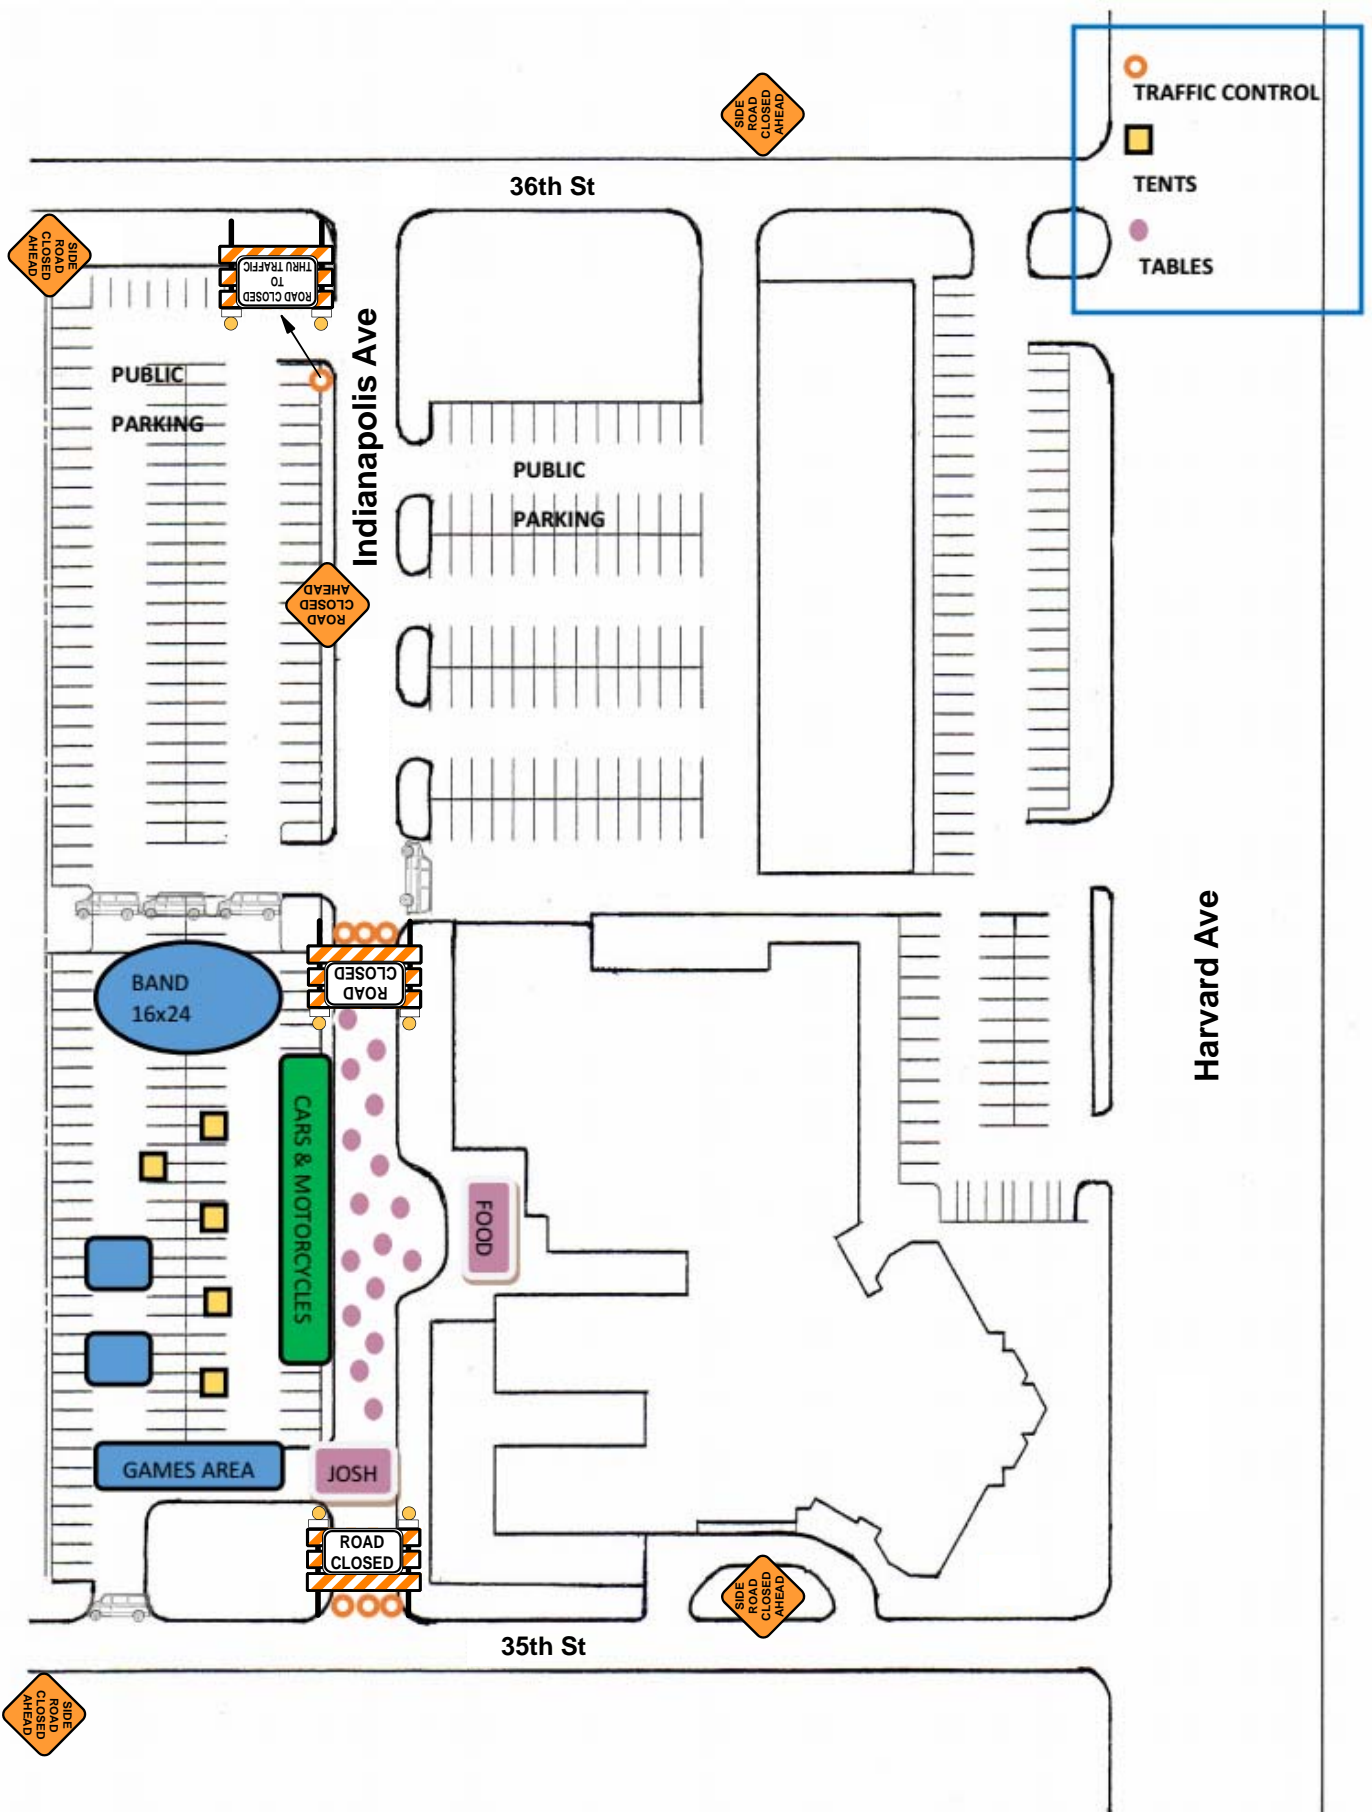 SIDE
ROAD
CLOSED
AHEAD
TRAFFIC CONTROL
TENTS
TABLES
36th St
SIDE
ROAD
CLOSED
AHEAD
ROAD CLOSED
TO
THRU TRAFFIC
Indianapolis Ave
PUBLIC
PARKING
PUBLIC
PARKING
ROAD
CLOSED
AHEAD
Harvard Ave
ROAD
CLOSED
BAND
16x24
CARS & MOTORCYCLES
FOOD
GAMES AREA
JOSH
ROAD
CLOSED
SIDE
ROAD
CLOSED
AHEAD
35th St
SIDE
ROAD
CLOSED
AHEAD